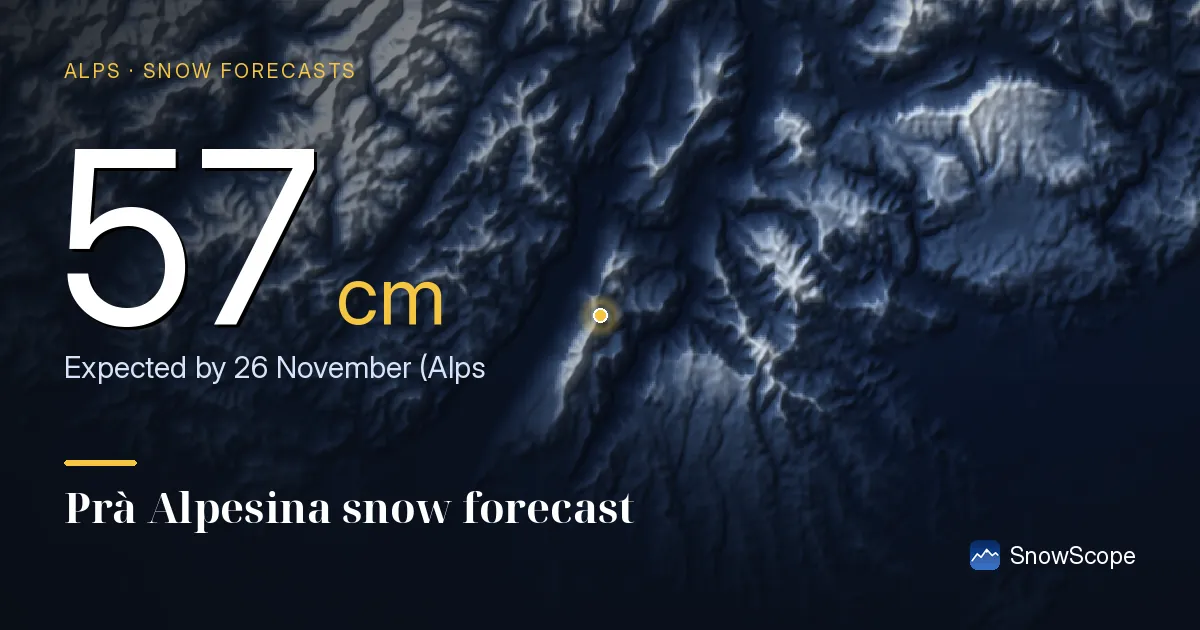 ALPS · SNOW FORECASTS
57 cm
Expected by 26 November (Alps
Prà Alpesina snow forecast
SnowScope